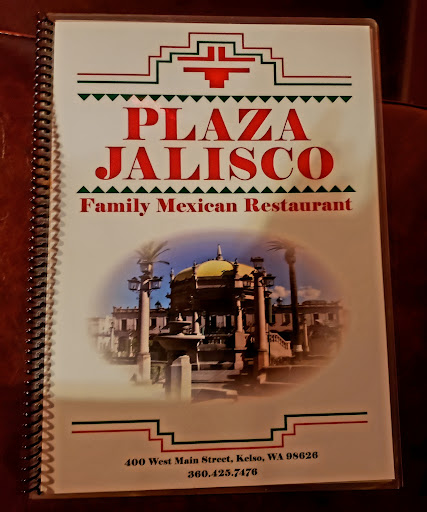 PLAZA
JALISCO
Family Mexican Restaurant
400 West Main Street, Kelso, WA 98626
360.425.7476